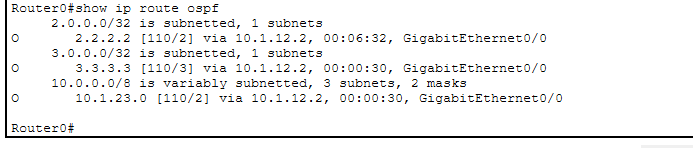 Router0#show ip route ospf
     2.0.0.0/32 is subnetted, 1 subnets
O       2.2.2.2 [110/2] via 10.1.12.2, 00:06:32, GigabitEthernet0/0
     3.0.0.0/32 is subnetted, 1 subnets
O       3.3.3.3 [110/3] via 10.1.12.2, 00:00:30, GigabitEthernet0/0
     10.0.0.0/8 is variably subnetted, 3 subnets, 2 masks
O       10.1.23.0 [110/2] via 10.1.12.2, 00:00:30, GigabitEthernet0/0
Router0#